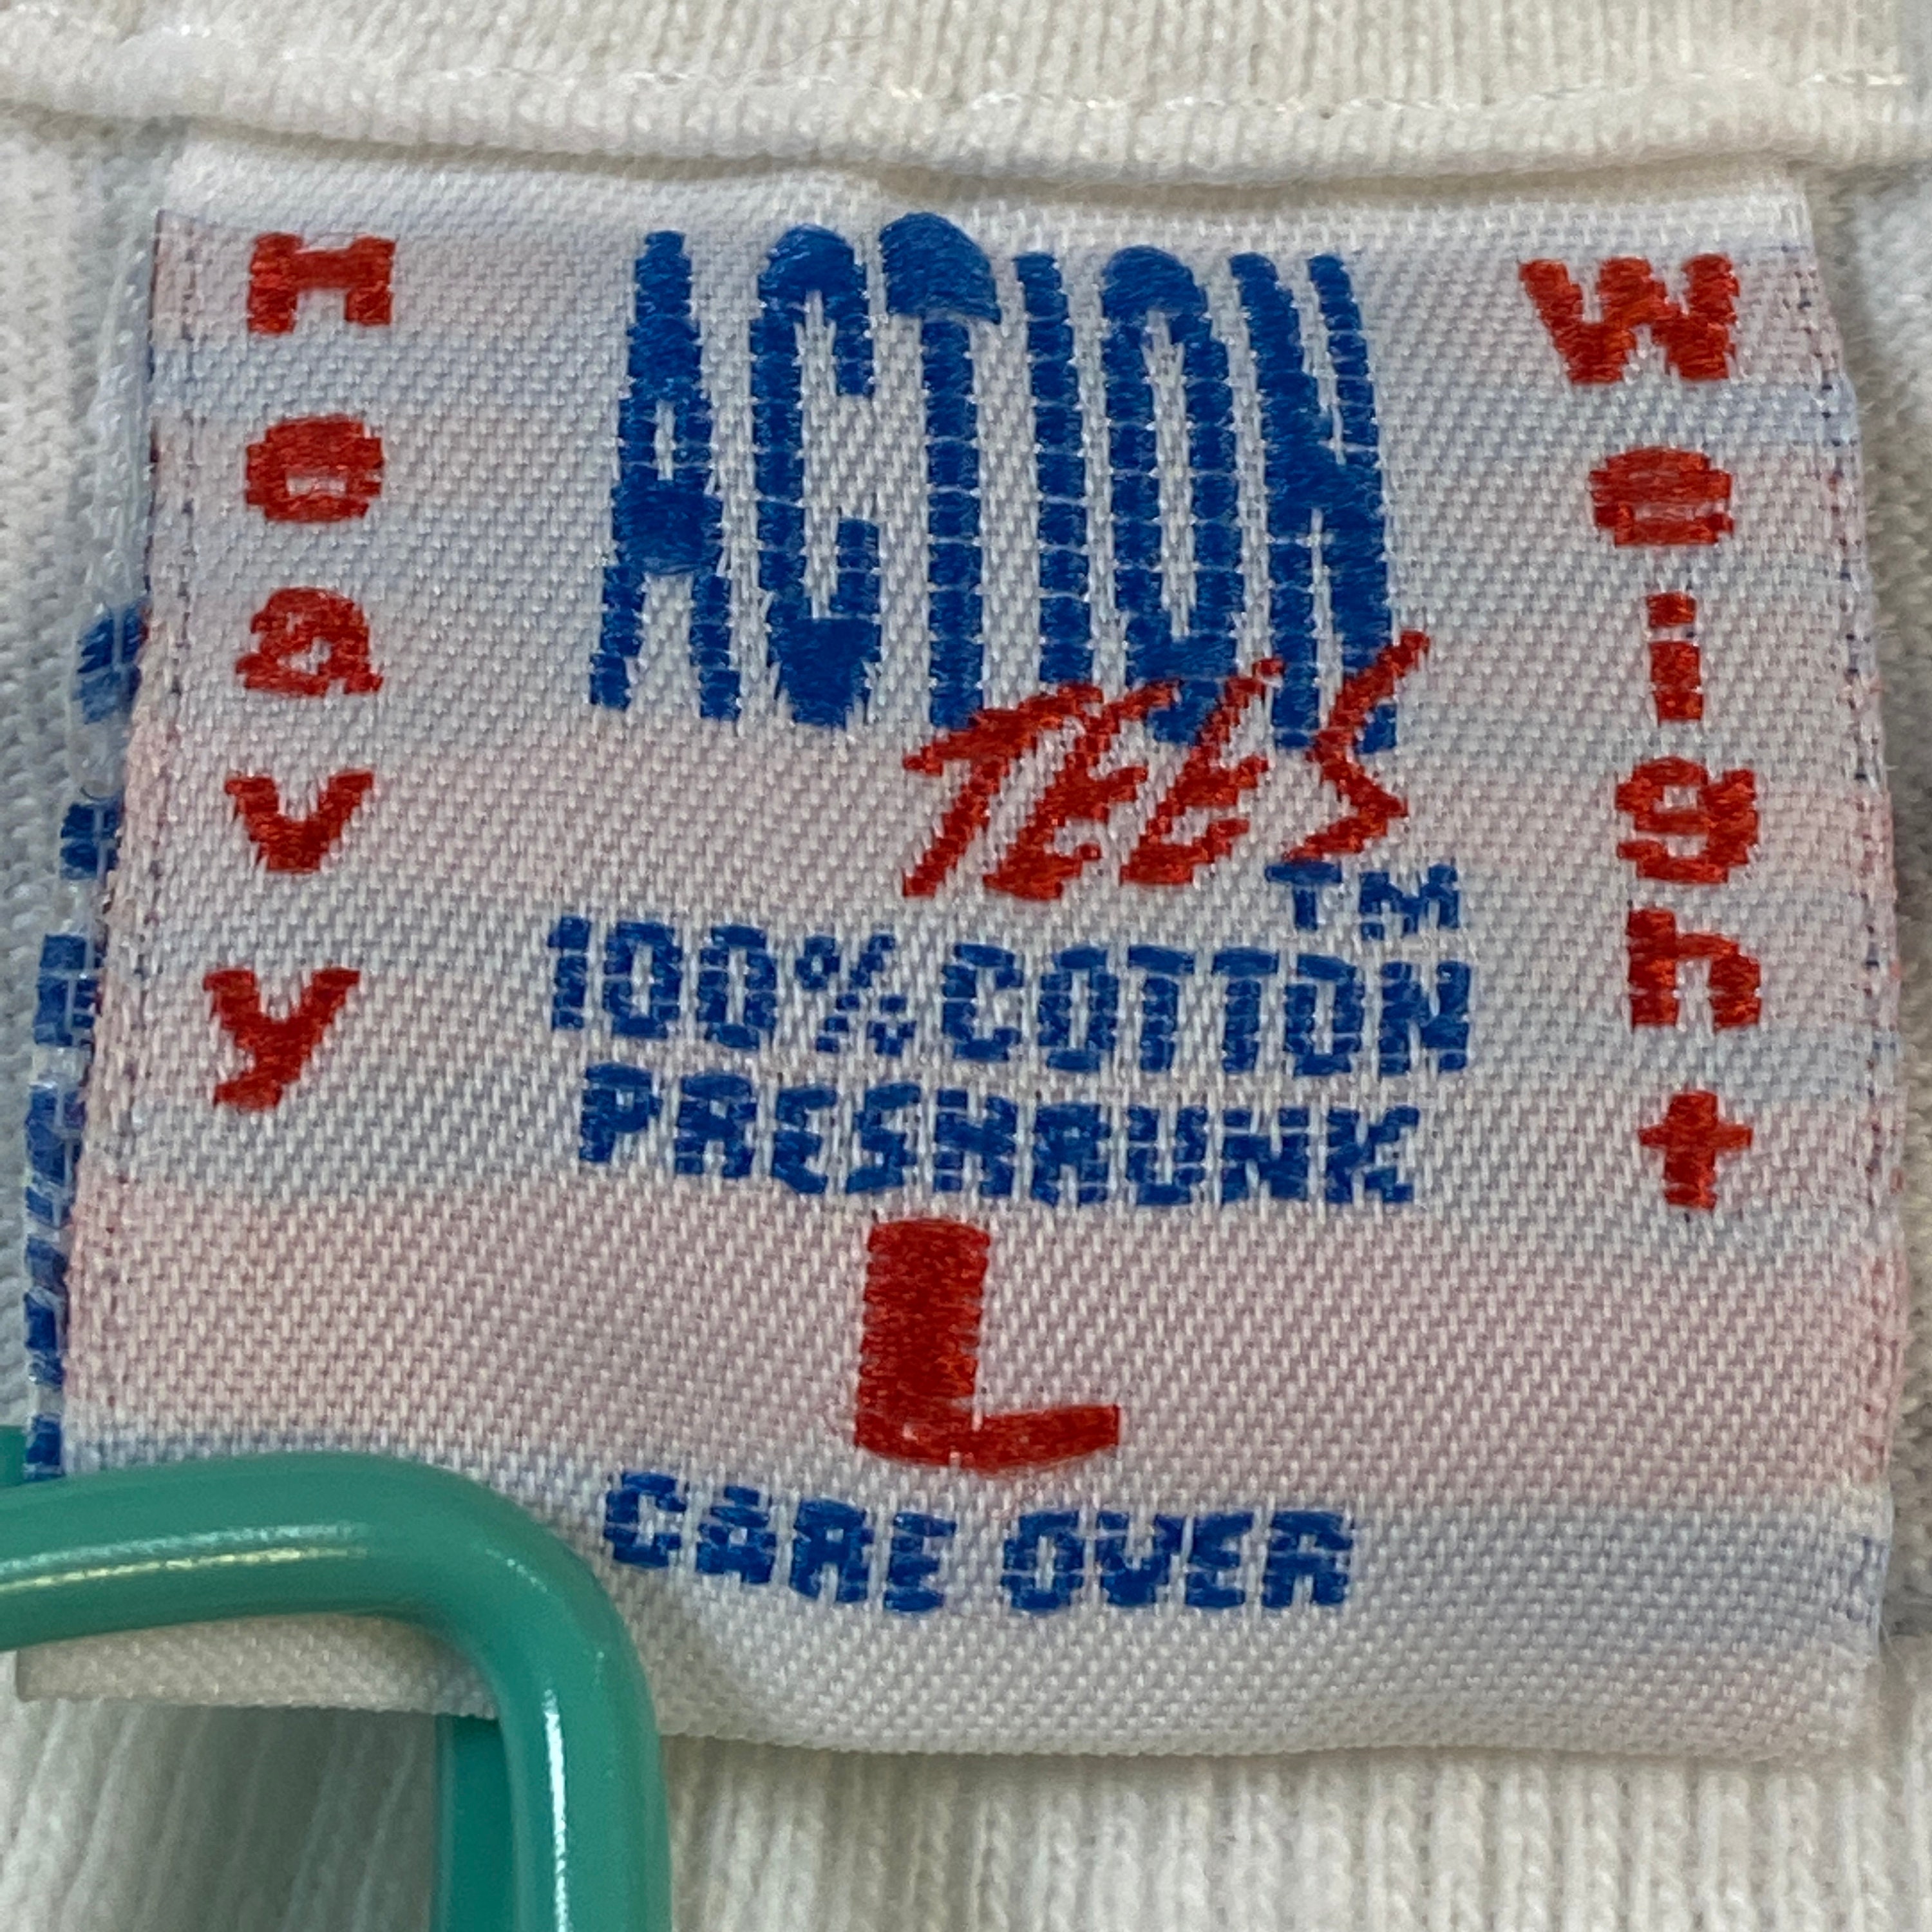 Heavy
ACTION
TEES
TM
100% COTTON
PRESHRUNK
L
CARE OVER
Weight